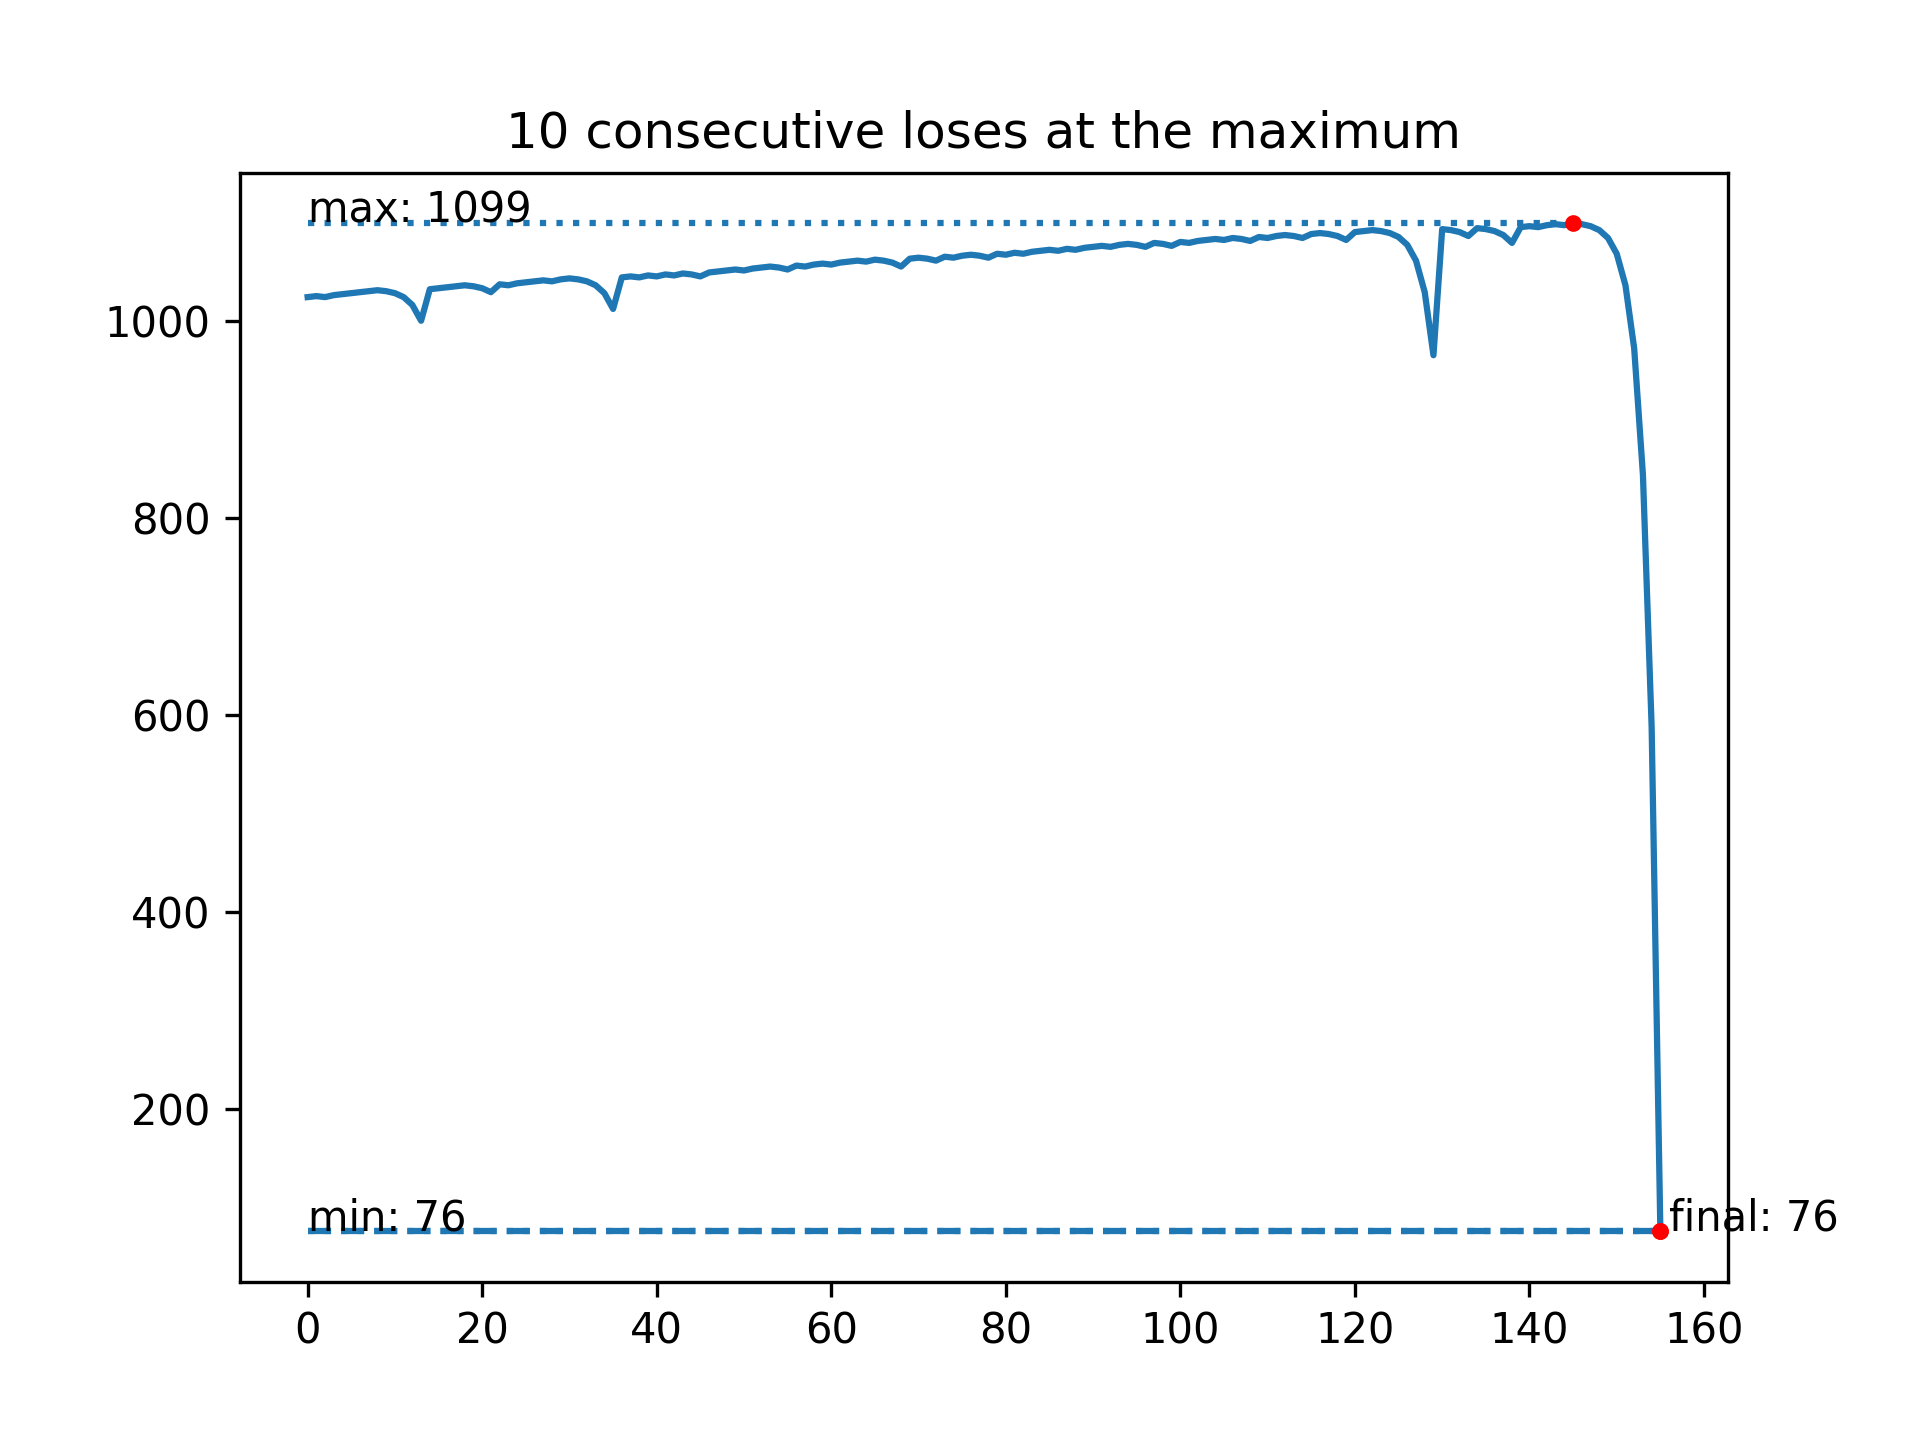 10 consecutive loses at the maximum
max: 1099
1000
800
600
400
200
min: 76
final: 76
0 20 40 60 80 100 120 140 160